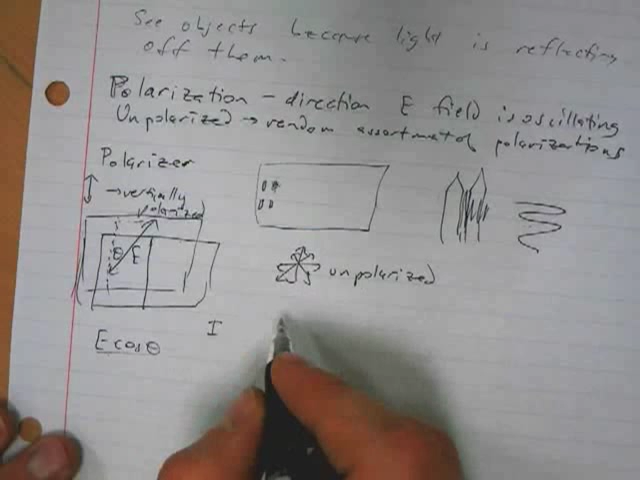 See objects because light is reflecting
off them.
Polarization - direction E field is oscillating
Unpolarized → random assortment of polarizations
Polarizer
→ vertically
polarized
θ E
unpolarized
I
E cos θ